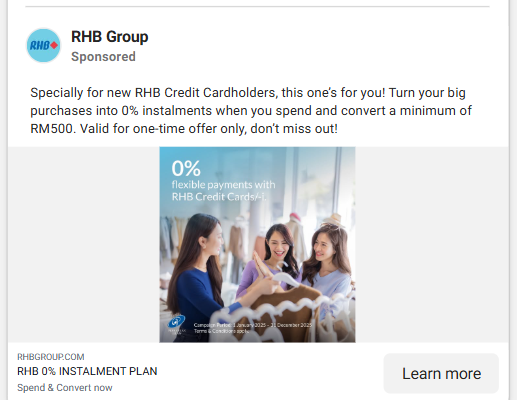 RHB
RHB Group
Sponsored
Specially for new RHB Credit Cardholders, this one's for you! Turn your big
purchases into 0% instalments when you spend and convert a minimum of
RM500. Valid for one-time offer only, don't miss out!
0%
flexible payments with
RHB Credit Cards/-i.
Campaign Period: 1 January 2025 - 31 December 2025
Terms & Conditions apply.
RHBGROUP.COM
RHB 0% INSTALMENT PLAN
Spend & Convert now
Learn more